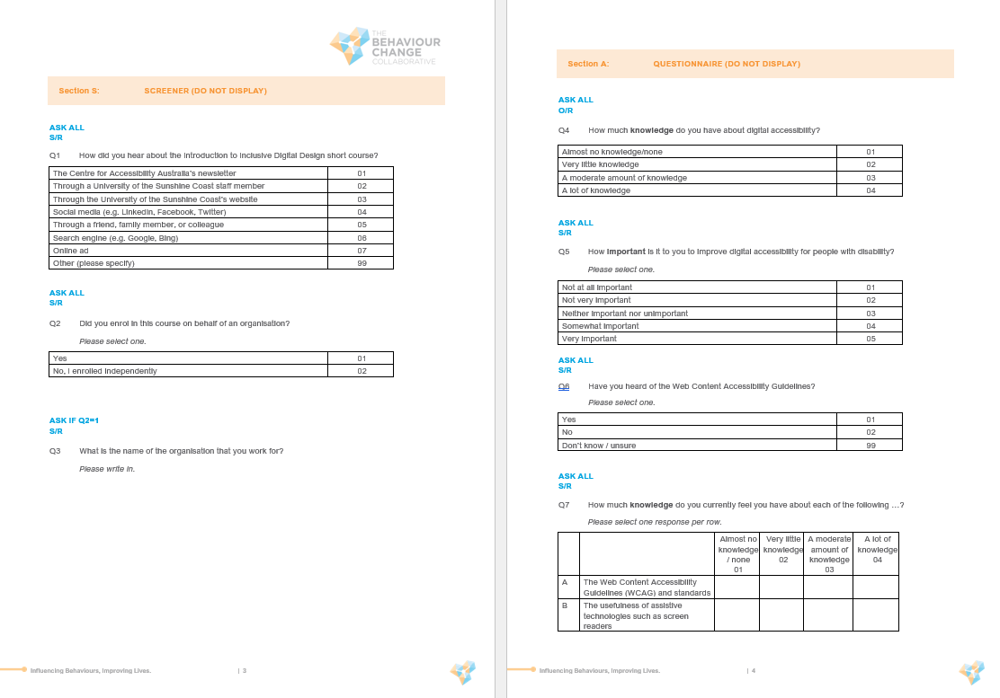 THE
BEHAVIOUR
CHANGE
COLLABORATIVE
Section S: SCREENER (DO NOT DISPLAY)
ASK ALL
S/R
Q1 How did you hear about the Introduction to Inclusive Digital Design short course?
The Centre for Accessibility Australia's newsletter 01
Through a University of the Sunshine Coast staff member 02
Through the University of the Sunshine Coast's website 03
Social media (e.g. LinkedIn, Facebook, Twitter) 04
Through a friend, family member, or colleague 05
Search engine (e.g. Google, Bing) 06
Online ad 07
Other (please specify) 99
ASK ALL
S/R
Q2 Did you enrol in this course on behalf of an organisation?
Please select one.
Yes 01
No, I enrolled independently 02
ASK IF Q2=1
S/R
Q3 What is the name of the organisation that you work for?
Please write in.
Influencing Behaviours, Improving Lives. | 3
Section A: QUESTIONNAIRE (DO NOT DISPLAY)
ASK ALL
O/R
Q4 How much knowledge do you have about digital accessibility?
Almost no knowledge/none 01
Very little knowledge 02
A moderate amount of knowledge 03
A lot of knowledge 04
ASK ALL
S/R
Q5 How important is it to you to improve digital accessibility for people with disability?
Please select one.
Not at all important 01
Not very important 02
Neither important nor unimportant 03
Somewhat important 04
Very important 05
ASK ALL
S/R
Q6 Have you heard of the Web Content Accessibility Guidelines?
Please select one.
Yes 01
No 02
Don't know / unsure 99
ASK ALL
S/R
Q7 How much knowledge do you currently feel you have about each of the following …?
Please select one response per row.
Almost no Very little A moderate A lot of
knowledge knowledge amount of knowledge
/ none 02 knowledge 04
01 03
A The Web Content Accessibility
Guidelines (WCAG) and standards
B The usefulness of assistive
technologies such as screen
readers
Influencing Behaviours, Improving Lives. | 4